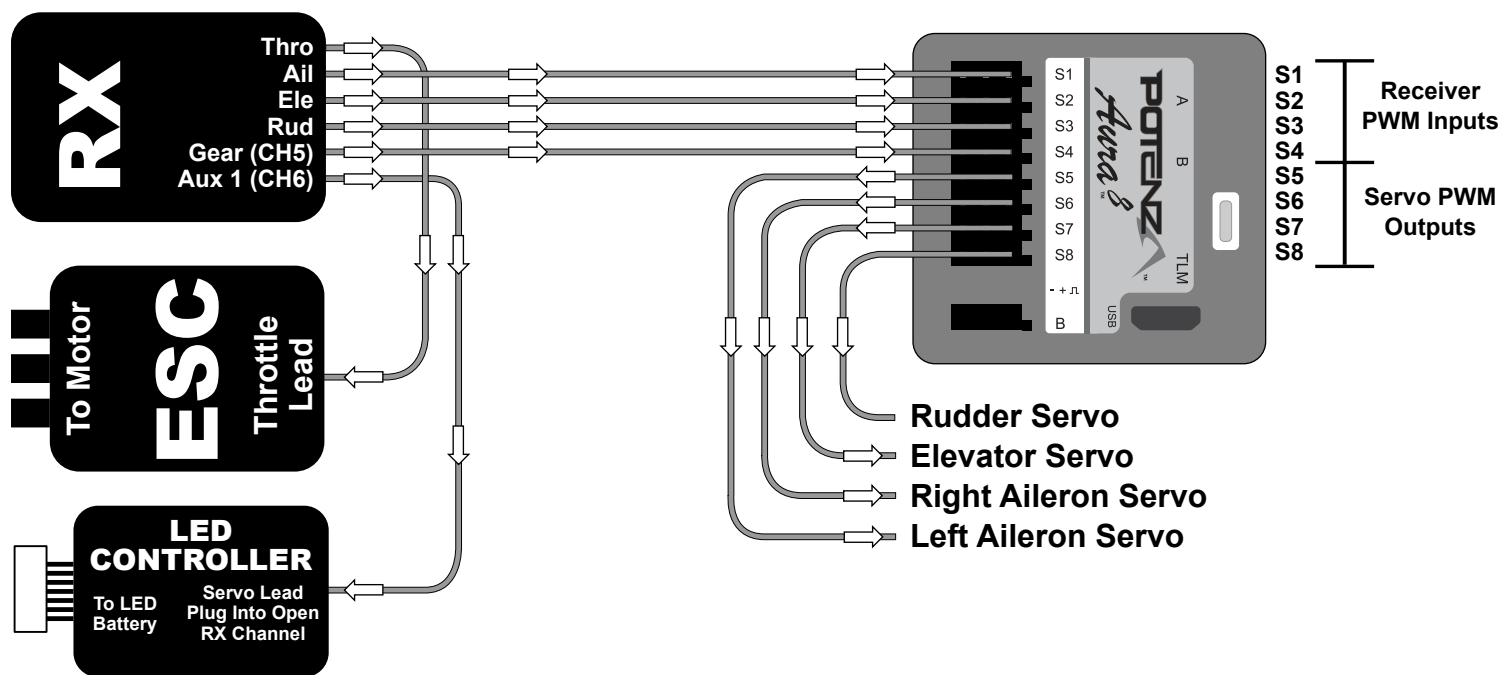 RX
Thro
Ail
Ele
Rud
Gear (CH5)
Aux 1 (CH6)
To Motor
ESC
Throttle
Lead
LED
CONTROLLER
To LED
Battery
Servo Lead
Plug Into Open
RX Channel
S1
S2
S3
S4
S5
S6
S7
S8
- + ⎍
B
POTENZA™
Aura 8™
A
B
TLM
USB
S1
S2
S3
S4
S5
S6
S7
S8
Receiver
PWM Inputs
Servo PWM
Outputs
Rudder Servo
Elevator Servo
Right Aileron Servo
Left Aileron Servo